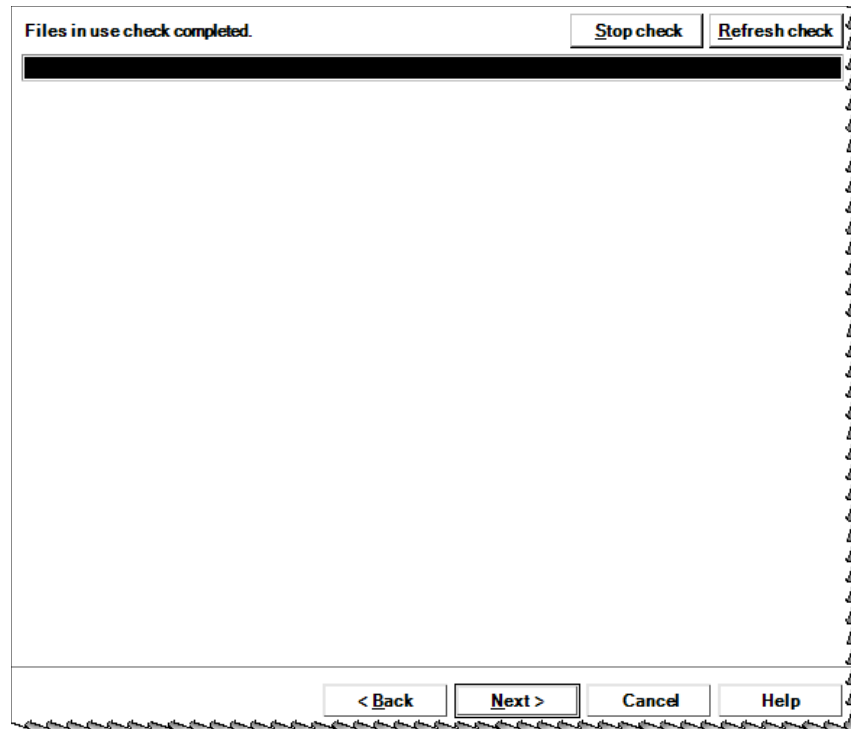 Files in use check completed.
Stop check
Refresh check
< Back
Next >
Cancel
Help